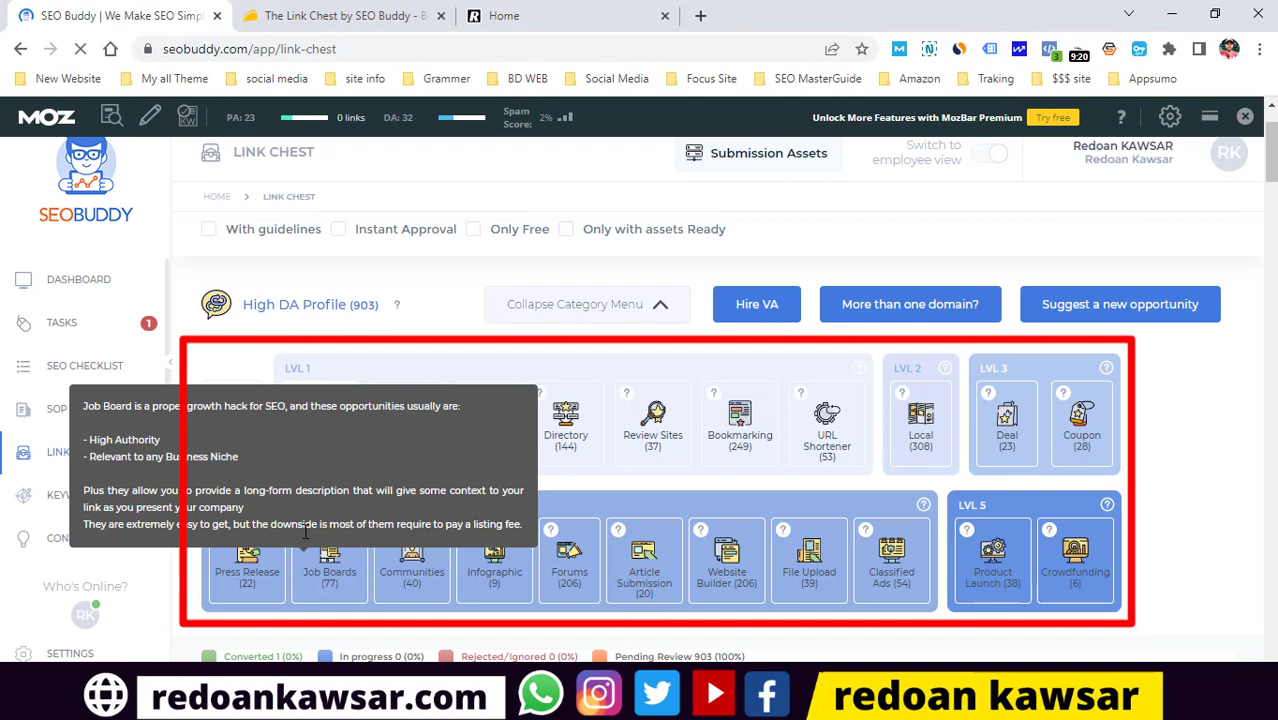 SEO Buddy | We Make SEO Simpl
The Link Chest by SEO Buddy -
Home
seobuddy.com/app/link-chest
3
9:20
New Website
My all Theme
social media
site info
Grammer
BD WEB
Social Media
Focus Site
SEO MasterGuide
Amazon
Traking
$$$ site
Appsumo
MOZ
KW
PA: 23
0 links
DA: 32
Spam
Score:
2%
Unlock More Features with MozBar Premium
Try free
?
SEOBUDDY
LINK CHEST
Submission Assets
Switch to
employee view
Redoan KAWSAR
Redoan Kawsar
RK
HOME
LINK CHEST
With guidelines
Instant Approval
Only Free
Only with assets Ready
DASHBOARD
TASKS
1
SEO CHECKLIST
SOP
LINK
KEY
CON
Who's Online?
RK
SETTINGS
High DA Profile (903)
?
Collapse Category Menu
Hire VA
More than one domain?
Suggest a new opportunity
LVL 1
LVL 2
LVL 3
Directory
(144)
Review Sites
(37)
Bookmarking
(249)
URL
Shortener
(53)
Local
(308)
Deal
(23)
Coupon
(28)
Job Board is a proper growth hack for SEO, and these opportunities usually are:
- High Authority
- Relevant to any Business Niche
Plus they allow you to provide a long-form description that will give some context to your
link as you present your company
They are extremely easy to get, but the downside is most of them require to pay a listing fee.
LVL 5
Press Release
(22)
Job Boards
(77)
Communities
(40)
Infographic
(9)
Forums
(206)
Article
Submission
(20)
Website
Builder (206)
File Upload
(39)
Classified
Ads (54)
Product
Launch (38)
Crowdfunding
(6)
Converted 1 (0%)
In progress 0 (0%)
Rejected/Ignored 0 (0%)
Pending Review 903 (100%)
redoankawsar.com
redoan kawsar